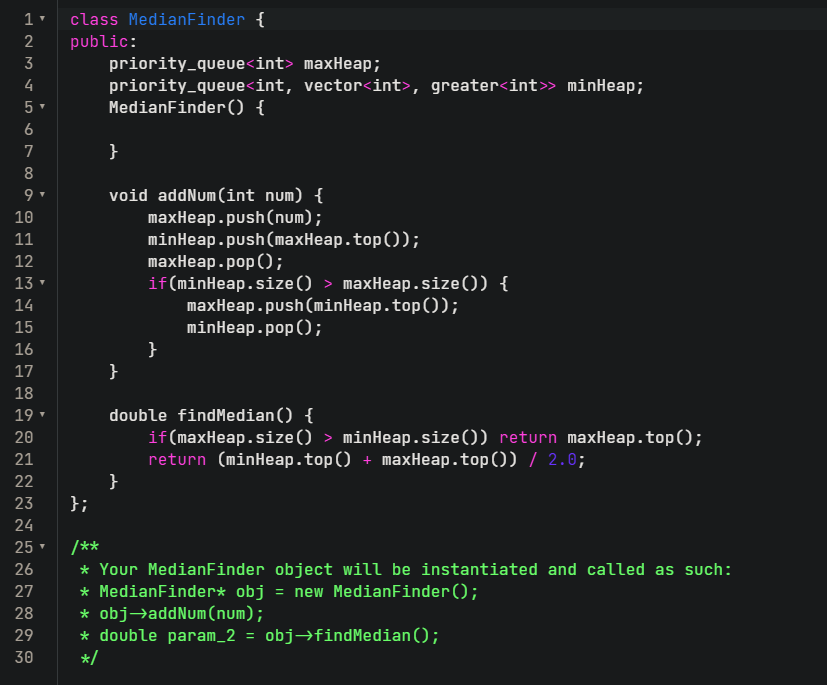 1 class MedianFinder {
2 public:
3     priority_queue<int> maxHeap;
4     priority_queue<int, vector<int>, greater<int>> minHeap;
5     MedianFinder() {
6
7     }
8
9     void addNum(int num) {
10         maxHeap.push(num);
11         minHeap.push(maxHeap.top());
12         maxHeap.pop();
13         if(minHeap.size() > maxHeap.size()) {
14             maxHeap.push(minHeap.top());
15             minHeap.pop();
16         }
17     }
18
19     double findMedian() {
20         if(maxHeap.size() > minHeap.size()) return maxHeap.top();
21         return (minHeap.top() + maxHeap.top()) / 2.0;
22     }
23 };
24
25 /**
26  * Your MedianFinder object will be instantiated and called as such:
27  * MedianFinder* obj = new MedianFinder();
28  * obj->addNum(num);
29  * double param_2 = obj->findMedian();
30  */